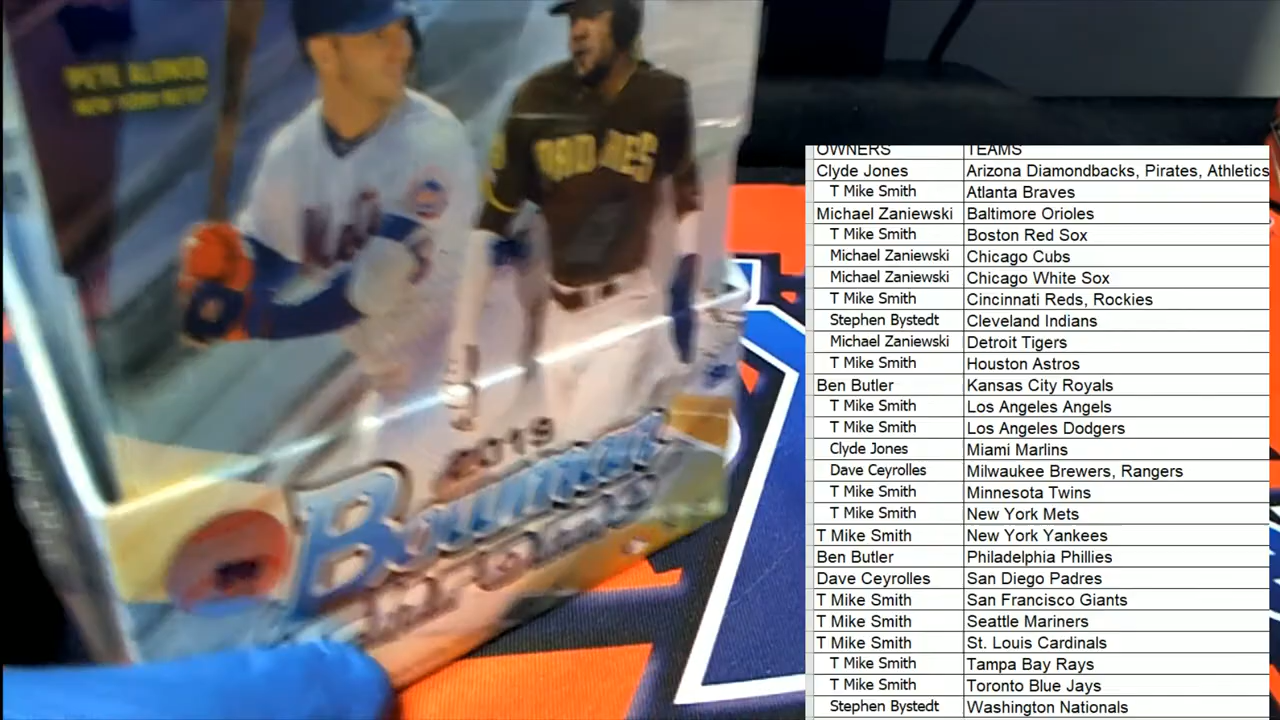 PETE ALONSO
NEW YORK METS
PADRES
Mets
2019
Bowman
OWNERS TEAMS
Clyde Jones Arizona Diamondbacks, Pirates, Athletics
T Mike Smith Atlanta Braves
Michael Zaniewski Baltimore Orioles
T Mike Smith Boston Red Sox
Michael Zaniewski Chicago Cubs
Michael Zaniewski Chicago White Sox
T Mike Smith Cincinnati Reds, Rockies
Stephen Bystedt Cleveland Indians
Michael Zaniewski Detroit Tigers
T Mike Smith Houston Astros
Ben Butler Kansas City Royals
T Mike Smith Los Angeles Angels
T Mike Smith Los Angeles Dodgers
Clyde Jones Miami Marlins
Dave Ceyrolles Milwaukee Brewers, Rangers
T Mike Smith Minnesota Twins
T Mike Smith New York Mets
T Mike Smith New York Yankees
Ben Butler Philadelphia Phillies
Dave Ceyrolles San Diego Padres
T Mike Smith San Francisco Giants
T Mike Smith Seattle Mariners
T Mike Smith St. Louis Cardinals
T Mike Smith Tampa Bay Rays
T Mike Smith Toronto Blue Jays
Stephen Bystedt Washington Nationals